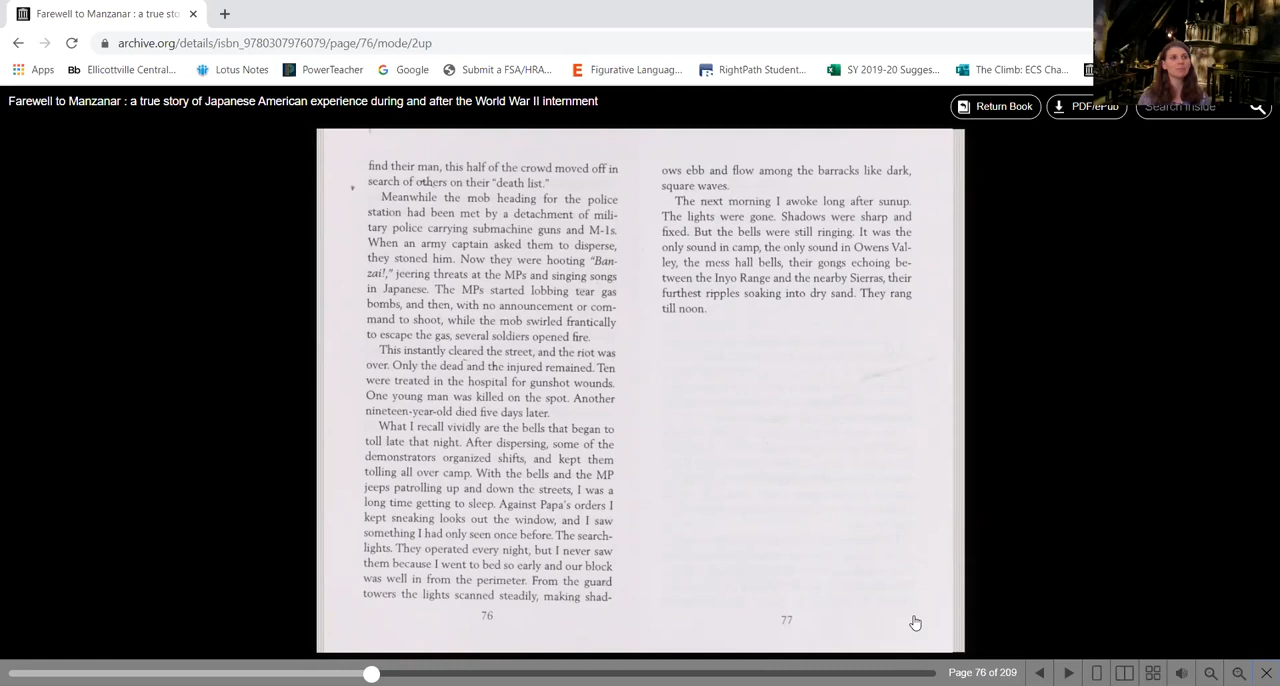 Farewell to Manzanar : a true sto
archive.org/details/isbn_9780307976079/page/76/mode/2up
Apps
Bb Ellicottville Central...
Lotus Notes
PowerTeacher
Google
Submit a FSA/HRA...
Figurative Languag...
RightPath Student...
SY 2019-20 Sugges...
The Climb: ECS Cha...
Farewell to Manzanar : a true story of Japanese American experience during and after the World War II internment
Return Book
PDF/ePub
Search inside
find their man, this half of the crowd moved off in
search of others on their "death list."
Meanwhile the mob heading for the police
station had been met by a detachment of mili-
tary police carrying submachine guns and M-1s.
When an army captain asked them to disperse,
they stoned him. Now they were hooting "Ban-
zai!," jeering threats at the MPs and singing songs
in Japanese. The MPs started lobbing tear gas
bombs, and then, with no announcement or com-
mand to shoot, while the mob swirled frantically
to escape the gas, several soldiers opened fire.
This instantly cleared the street, and the riot was
over. Only the dead and the injured remained. Ten
were treated in the hospital for gunshot wounds.
One young man was killed on the spot. Another
nineteen-year-old died five days later.
What I recall vividly are the bells that began to
toll late that night. After dispersing, some of the
demonstrators organized shifts, and kept them
tolling all over camp. With the bells and the MP
jeeps patrolling up and down the streets, I was a
long time getting to sleep. Against Papa's orders I
kept sneaking looks out the window, and I saw
something I had only seen once before. The search-
lights. They operated every night, but I never saw
them because I went to bed so early and our block
was well in from the perimeter. From the guard
towers the lights scanned steadily, making shad-
76
ows ebb and flow among the barracks like dark,
square waves.
The next morning I awoke long after sunup.
The lights were gone. Shadows were sharp and
fixed. But the bells were still ringing. It was the
only sound in camp, the only sound in Owens Val-
ley, the mess hall bells, their gongs echoing be-
tween the Inyo Range and the nearby Sierras, their
furthest ripples soaking into dry sand. They rang
till noon.
77
Page 76 of 209